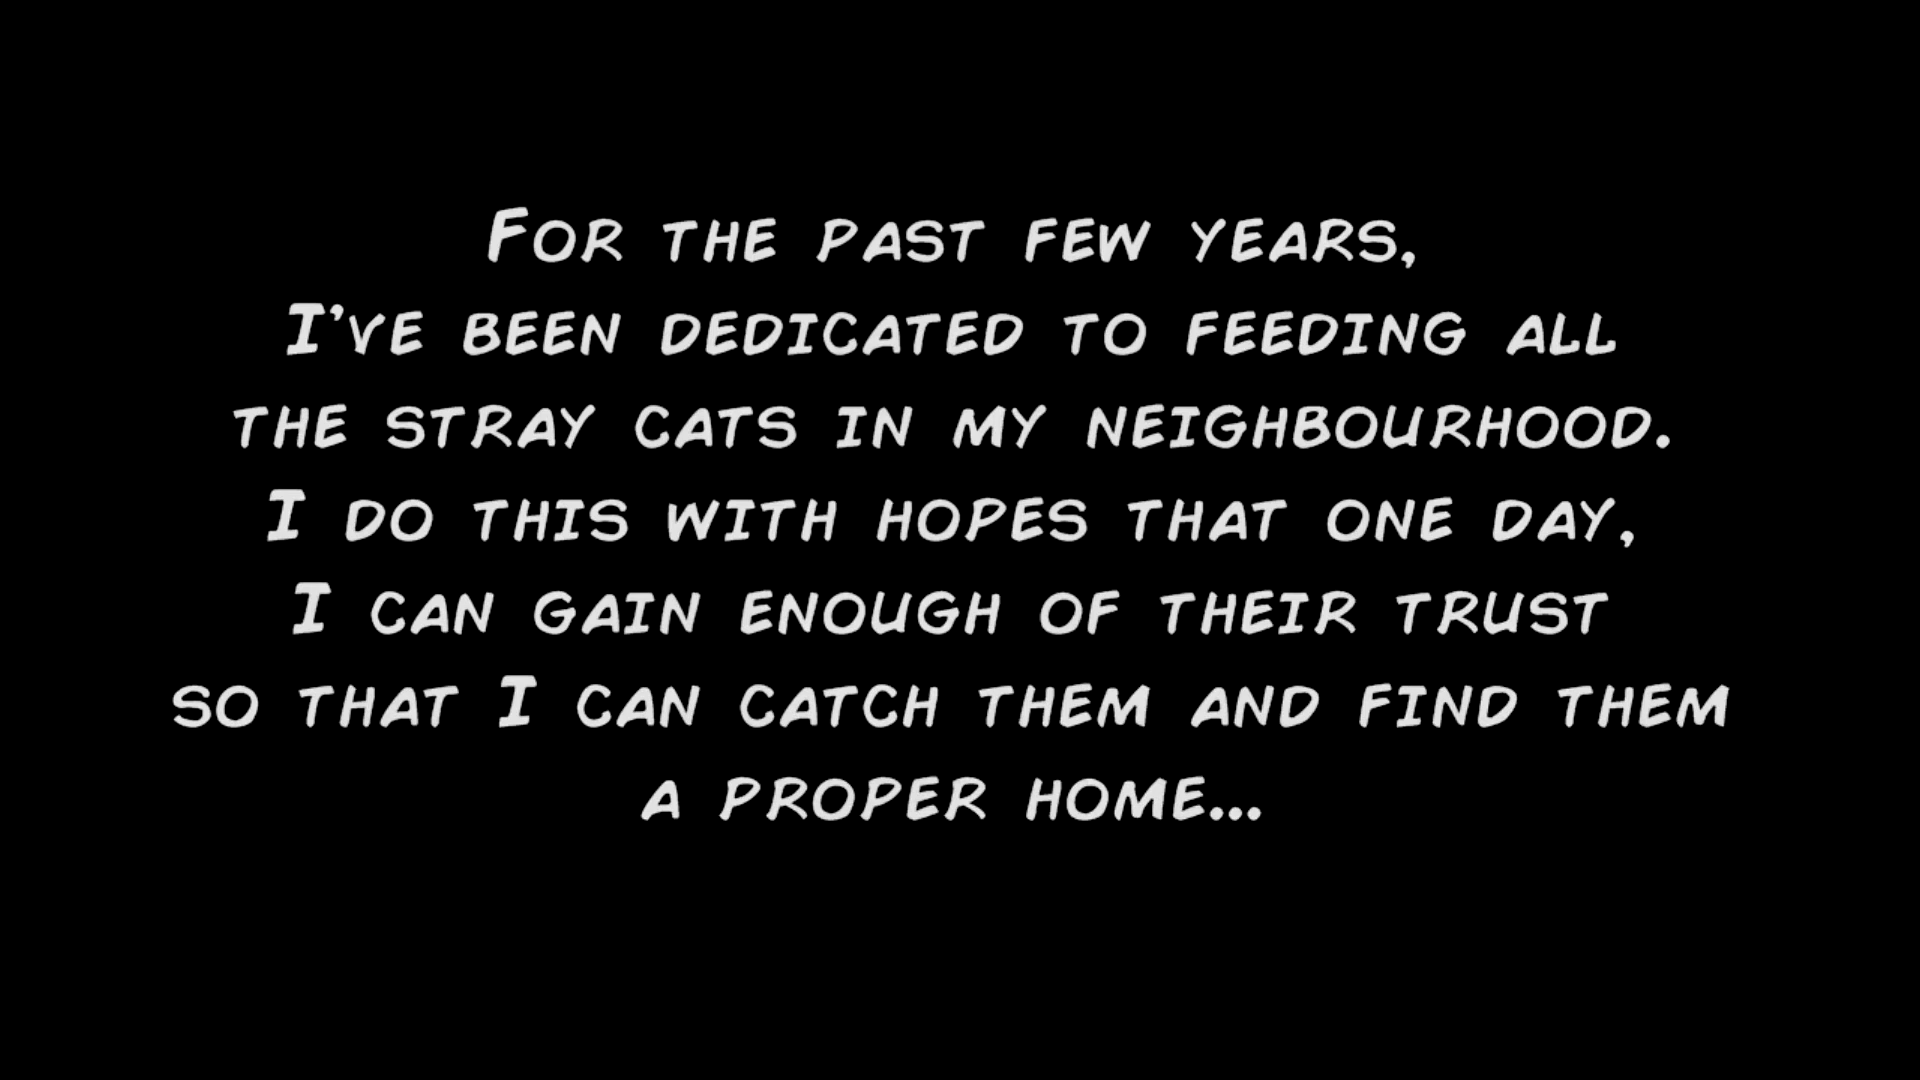 For the past few years,
I've been dedicated to feeding all
the stray cats in my neighbourhood.
I do this with hopes that one day,
I can gain enough of their trust
so that I can catch them and find them
a proper home...